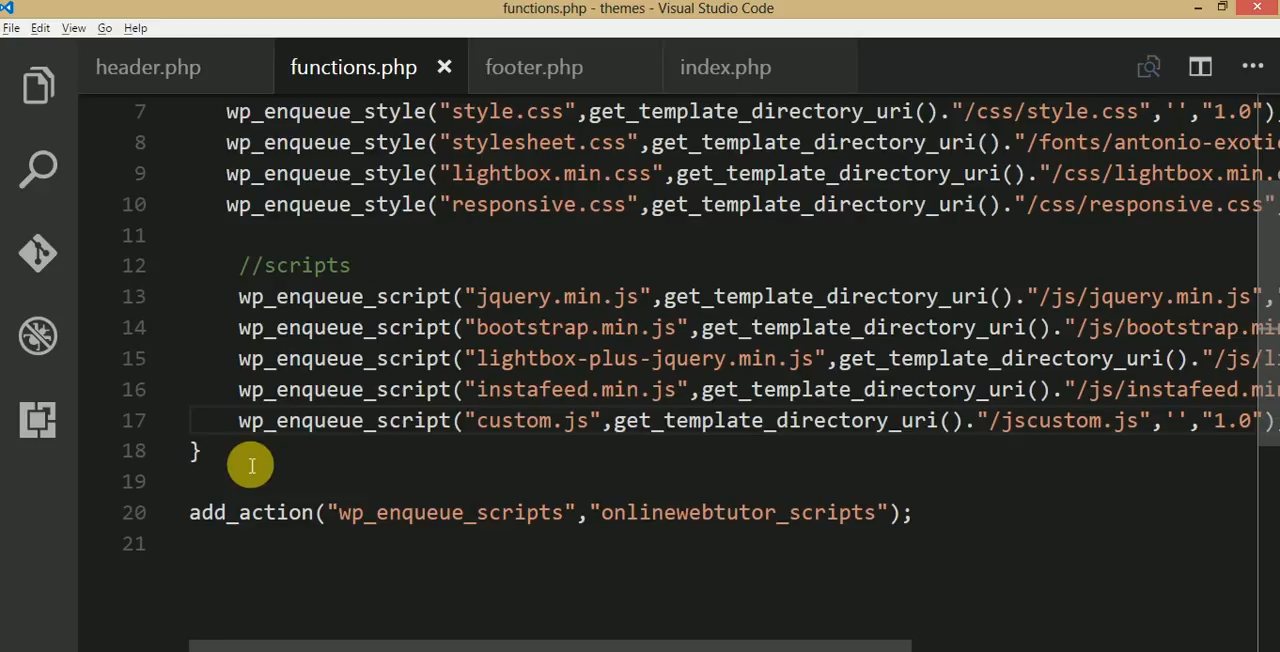 functions.php - themes - Visual Studio Code
File Edit View Go Help
header.php functions.php footer.php index.php
7 wp_enqueue_style("style.css",get_template_directory_uri()."/css/style.css",'',"1.0")
8 wp_enqueue_style("stylesheet.css",get_template_directory_uri()."/fonts/antonio-exoti
9 wp_enqueue_style("lightbox.min.css",get_template_directory_uri()."/css/lightbox.min.
10 wp_enqueue_style("responsive.css",get_template_directory_uri()."/css/responsive.css"
11
12 //scripts
13 wp_enqueue_script("jquery.min.js",get_template_directory_uri()."/js/jquery.min.js",
14 wp_enqueue_script("bootstrap.min.js",get_template_directory_uri()."/js/bootstrap.mi
15 wp_enqueue_script("lightbox-plus-jquery.min.js",get_template_directory_uri()."/js/l
16 wp_enqueue_script("instafeed.min.js",get_template_directory_uri()."/js/instafeed.mi
17 wp_enqueue_script("custom.js",get_template_directory_uri()."/jscustom.js",'',"1.0")
18 }
19
20 add_action("wp_enqueue_scripts","onlinewebtutor_scripts");
21